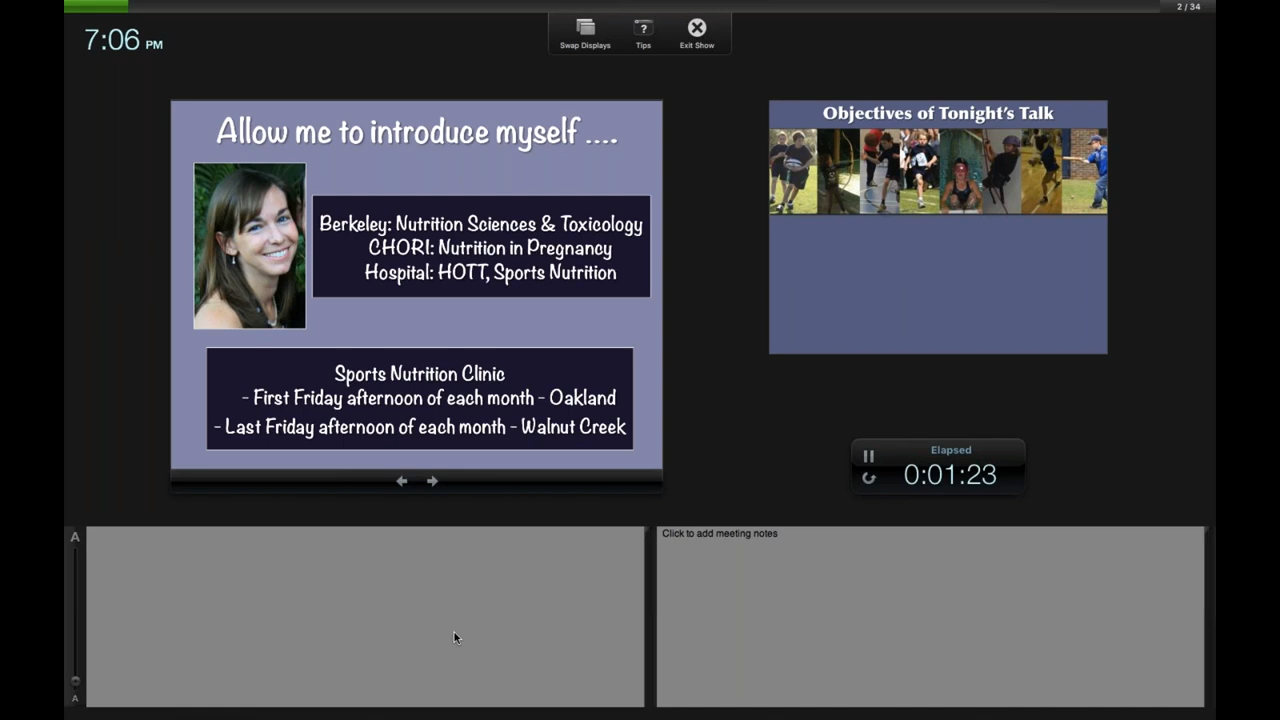 2 / 34
7:06 PM
Swap Displays
Tips
Exit Show
Allow me to introduce myself ....
Berkeley: Nutrition Sciences & Toxicology
CHORI: Nutrition in Pregnancy
Hospital: HOTT, Sports Nutrition
Sports Nutrition Clinic
- First Friday afternoon of each month - Oakland
- Last Friday afternoon of each month - Walnut Creek
Objectives of Tonight's Talk
Elapsed
0:01:23
A
A
Click to add meeting notes